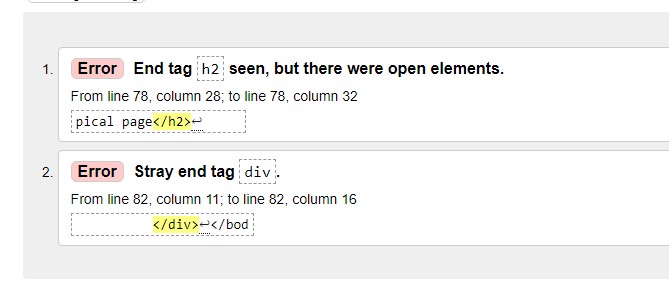 1. Error End tag h2 seen, but there were open elements.
From line 78, column 28; to line 78, column 32
pical page</h2>↩
2. Error Stray end tag div.
From line 82, column 11; to line 82, column 16
</div>↩</bod